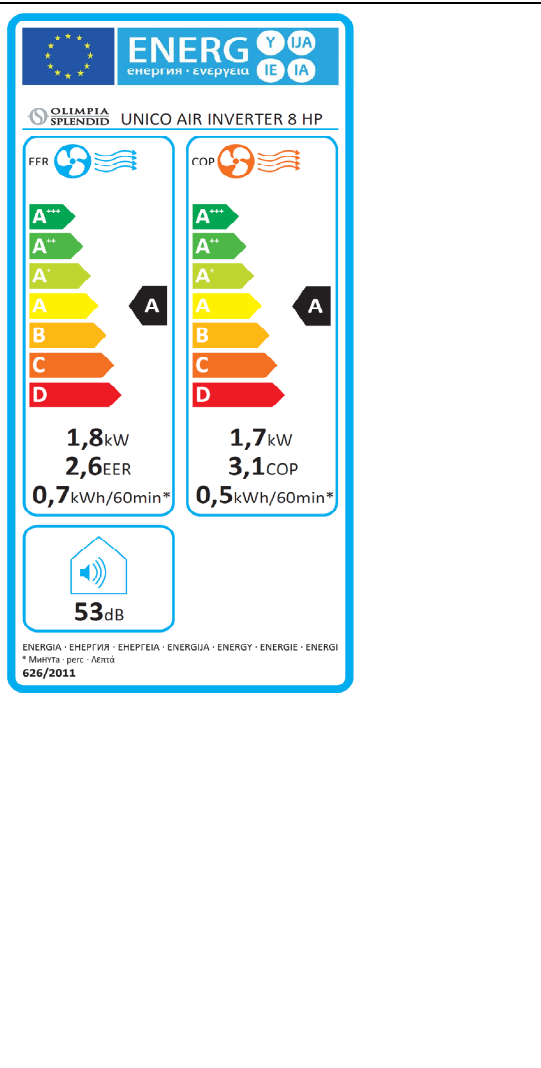 ENERG Y IJA
енергия · ενεργεια IE IA
OLIMPIA
SPLENDID UNICO AIR INVERTER 8 HP
EER
A+++
A++
A+
A
B
C
D
A
1,8kW
2,6EER
0,7kWh/60min*
COP
A+++
A++
A+
A
B
C
D
A
1,7kW
3,1COP
0,5kWh/60min*
53dB
ENERGIA · ЕНЕРГИЯ · ΕΝΕΡΓΕΙΑ · ENERGIJA · ENERGY · ENERGIE · ENERGI
* Минута · perc · Λεπτά
626/2011